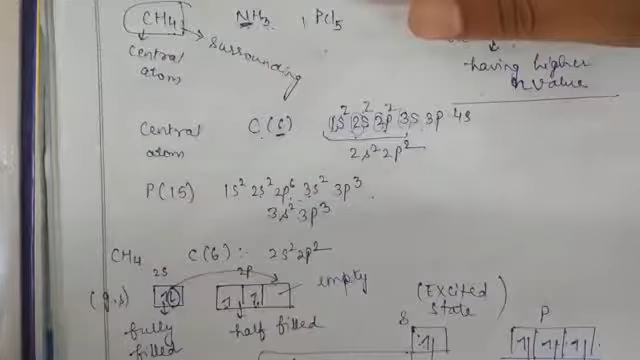 CH4 NH3 , PCl5
Central atom
Surrounding
having higher n value
Central atom C(6) 1s² 2s² 2p² 3s 3p 4s
2s² 2p²
P(15) 1s² 2s² 2p⁶ 3s² 3p³
3s² 3p³
CH4 C(6) :- 2s² 2p²
2s 2p empty
(g.s)
fully filled
half filled
(Excited State)
S P